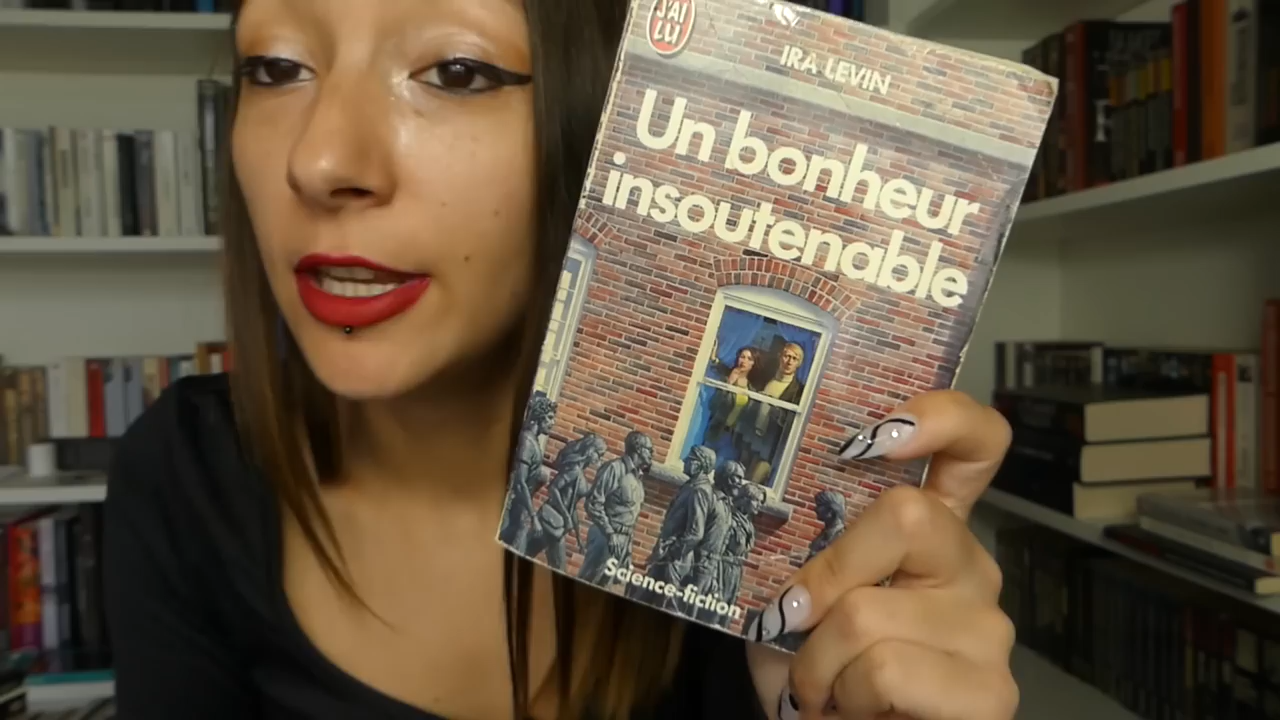 J'AI
LU
IRA LEVIN
Un bonheur
insoutenable
Science-fiction